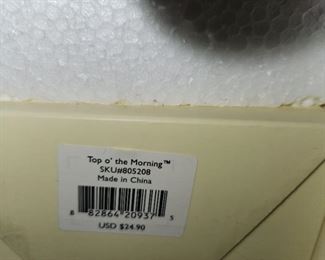 Top o' the Morning™
SKU#805208
Made in China
8 82864 20937 5
USD $24.90